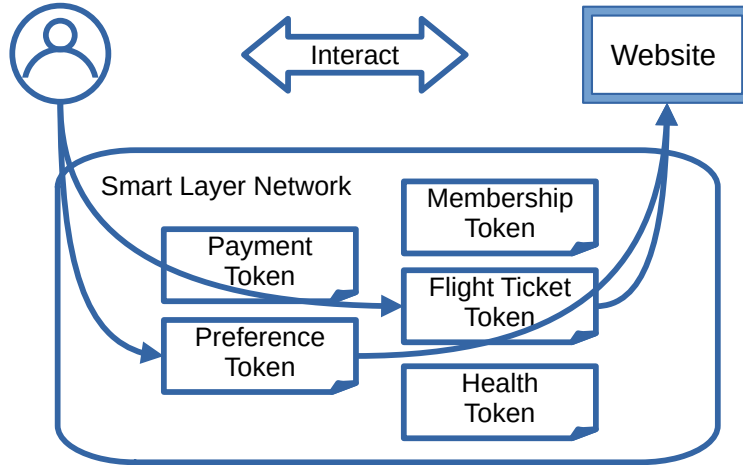 Interact
Website
Smart Layer Network
Membership
Token
Payment
Token
Flight Ticket
Token
Preference
Token
Health
Token